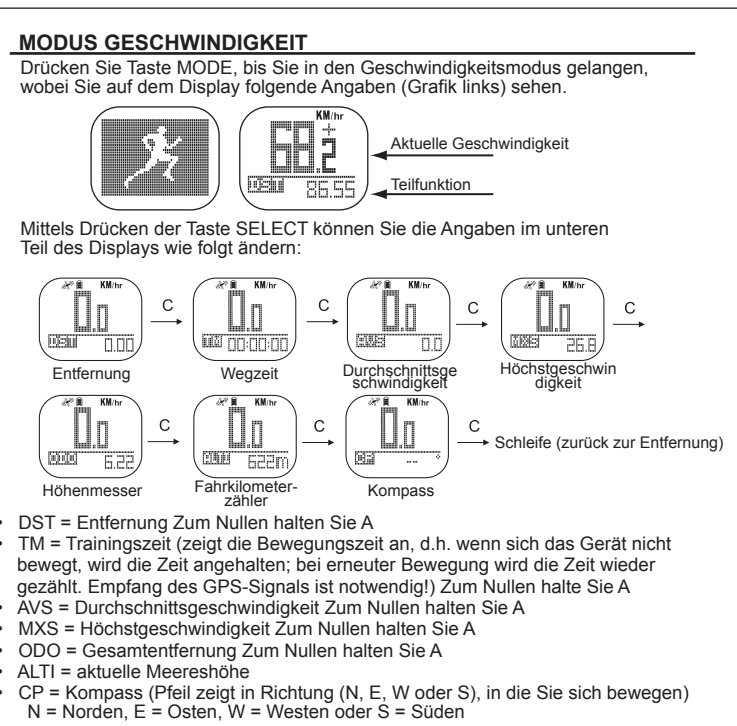 MODUS GESCHWINDIGKEIT
Drücken Sie Taste MODE, bis Sie in den Geschwindigkeitsmodus gelangen,
wobei Sie auf dem Display folgende Angaben (Grafik links) sehen.
KM/hr
68.2
Aktuelle Geschwindigkeit
DST 86.55
Teilfunktion
Mittels Drücken der Taste SELECT können Sie die Angaben im unteren
Teil des Displays wie folgt ändern:
KM/hr KM/hr KM/hr KM/hr
0.0 C 0.0 C 0.0 C 0.0 C
DST 0.00 TM 00:00:00 AVS 0.0 MXS 26.8
Entfernung Wegzeit Durchschnittsge Höchstgeschwin
schwindigkeit digkeit
KM/hr KM/hr KM/hr
0.0 C 0.0 C 0.0 C Schleife (zurück zur Entfernung)
ODO 6.22 ALTI 622m CP -- °
Höhenmesser Fahrkilometer- Kompass
zähler
• DST = Entfernung Zum Nullen halten Sie A
• TM = Trainingszeit (zeigt die Bewegungszeit an, d.h. wenn sich das Gerät nicht
bewegt, wird die Zeit angehalten; bei erneuter Bewegung wird die Zeit wieder
gezählt. Empfang des GPS-Signals ist notwendig!) Zum Nullen halte Sie A
• AVS = Durchschnittsgeschwindigkeit Zum Nullen halten Sie A
• MXS = Höchstgeschwindigkeit Zum Nullen halten Sie A
• ODO = Gesamtentfernung Zum Nullen halten Sie A
• ALTI = aktuelle Meereshöhe
• CP = Kompass (Pfeil zeigt in Richtung (N, E, W oder S), in die Sie sich bewegen)
N = Norden, E = Osten, W = Westen oder S = Süden